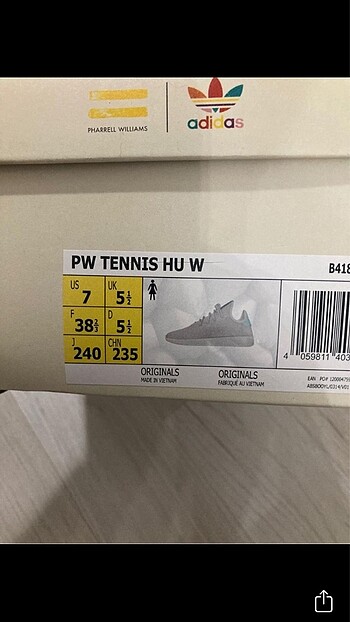 PHARRELL WILLIAMS
adidas
PW TENNIS HU W
B418
US 7
UK 5½
F 38⅔
D 5½
J 240
CHN 235
ORIGINALS
MADE IN VIETNAM
ORIGINALS
FABRIQUÉ AU VIETNAM
4 059811 403